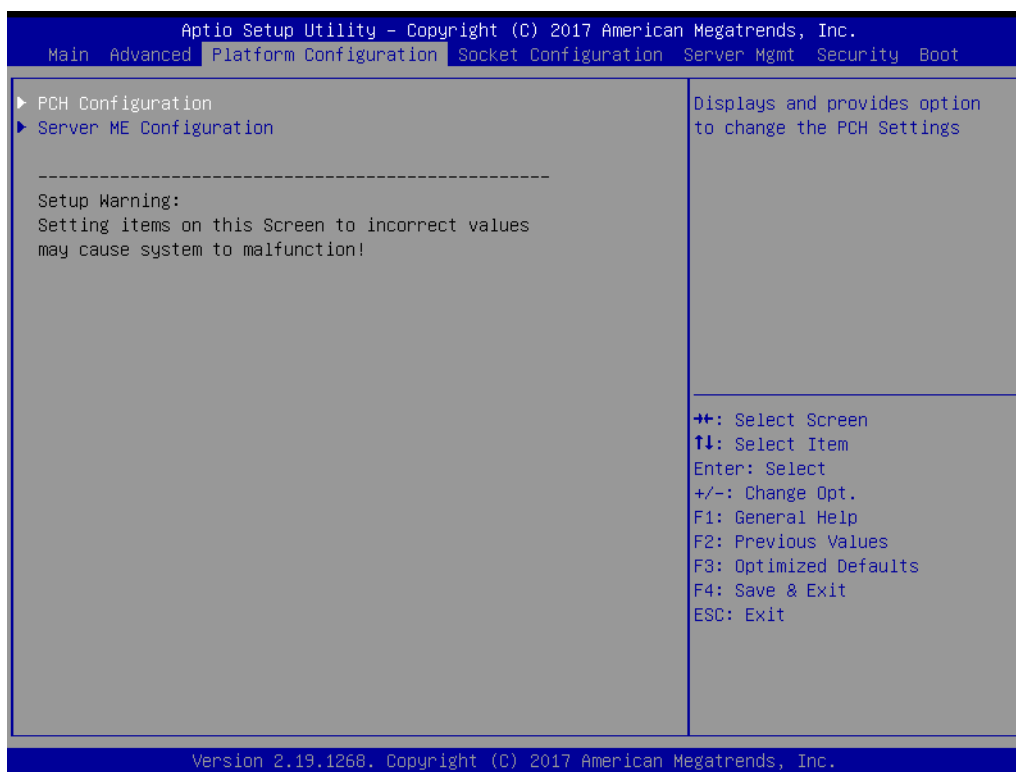 Aptio Setup Utility – Copyright (C) 2017 American Megatrends, Inc.
Main Advanced Platform Configuration Socket Configuration Server Mgmt Security Boot
PCH Configuration
Server ME Configuration
--------------------------------------------------
Setup Warning:
Setting items on this Screen to incorrect values
may cause system to malfunction!
Displays and provides option
to change the PCH Settings
→←: Select Screen
↑↓: Select Item
Enter: Select
+/-: Change Opt.
F1: General Help
F2: Previous Values
F3: Optimized Defaults
F4: Save & Exit
ESC: Exit
Version 2.19.1268. Copyright (C) 2017 American Megatrends, Inc.